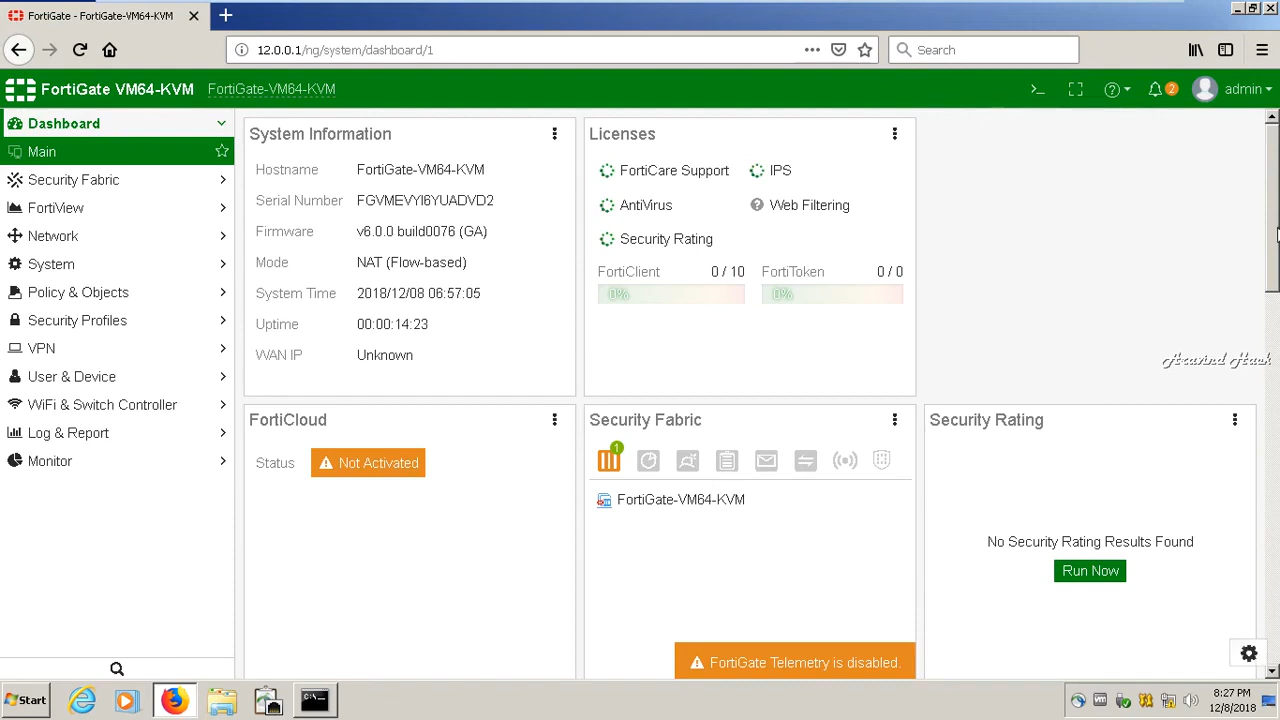 FortiGate - FortiGate-VM64-KVM
12.0.0.1/ng/system/dashboard/1
Search
FortiGate VM64-KVM
FortiGate-VM64-KVM
2
admin
Dashboard
Main
Security Fabric
FortiView
Network
System
Policy & Objects
Security Profiles
VPN
User & Device
WiFi & Switch Controller
Log & Report
Monitor
System Information
Hostname FortiGate-VM64-KVM
Serial Number FGVMEVYI6YUADVD2
Firmware v6.0.0 build0076 (GA)
Mode NAT (Flow-based)
System Time 2018/12/08 06:57:05
Uptime 00:00:14:23
WAN IP Unknown
Licenses
FortiCare Support IPS
AntiVirus Web Filtering
Security Rating
FortiClient 0 / 10 FortiToken 0 / 0
0% 0%
Aravind Hack
FortiCloud
Status Not Activated
Security Fabric
1
FortiGate-VM64-KVM
FortiGate Telemetry is disabled.
Security Rating
No Security Rating Results Found
Run Now
Start
8:27 PM
12/8/2018